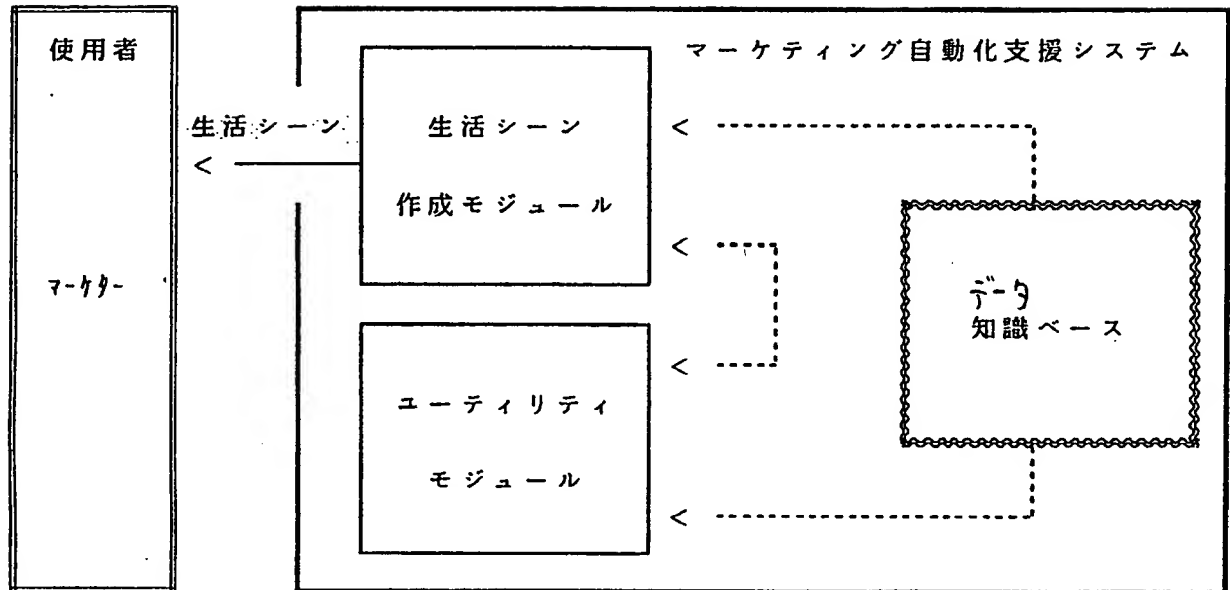 使用者
マーケター
生活シーン
マーケティング自動化支援システム
生活シーン
作成モジュール
ユーティリティ
モジュール
データ
知識ベース